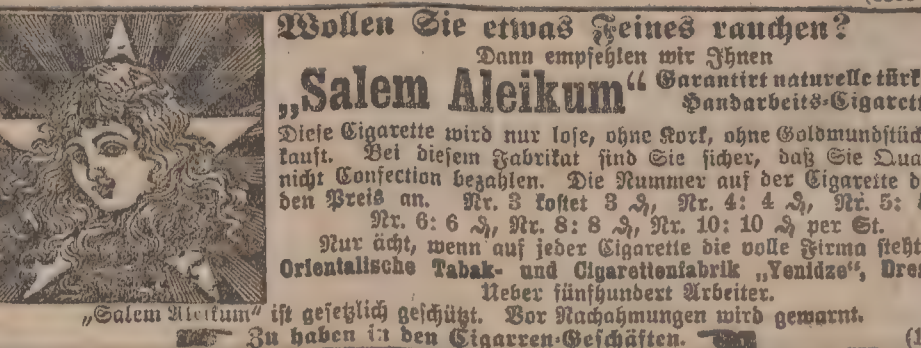 Wollen Sie etwas Feines rauchen?
Dann empfehlen wir Ihnen
„Salem Aleikum“
Garantirt naturelle türk
Handarbeits-Cigarett
Diese Cigarette wird nur lose, ohne Kork, ohne Goldmundstüc
kauft. Bei diesem Fabrikat sind Sie sicher, daß Sie Qua
nicht Confection bezahlen. Die Nummer auf der Cigarette d
den Preis an. Nr. 3 kostet 3 ₰, Nr. 4: 4 ₰, Nr. 5:
Nr. 6: 6 ₰, Nr. 8: 8 ₰, Nr. 10: 10 ₰ per St.
Nur ächt, wenn auf jeder Cigarette die volle Firma steht
Orientalische Tabak- und Cigarettenfabrik „Yenidze“, Dres
Ueber fünfhundert Arbeiter.
„Salem Aleikum“ ist gesetzlich geschützt. Vor Nachahmungen wird gewarnt.
Zu haben in den Cigarren-Geschäften.